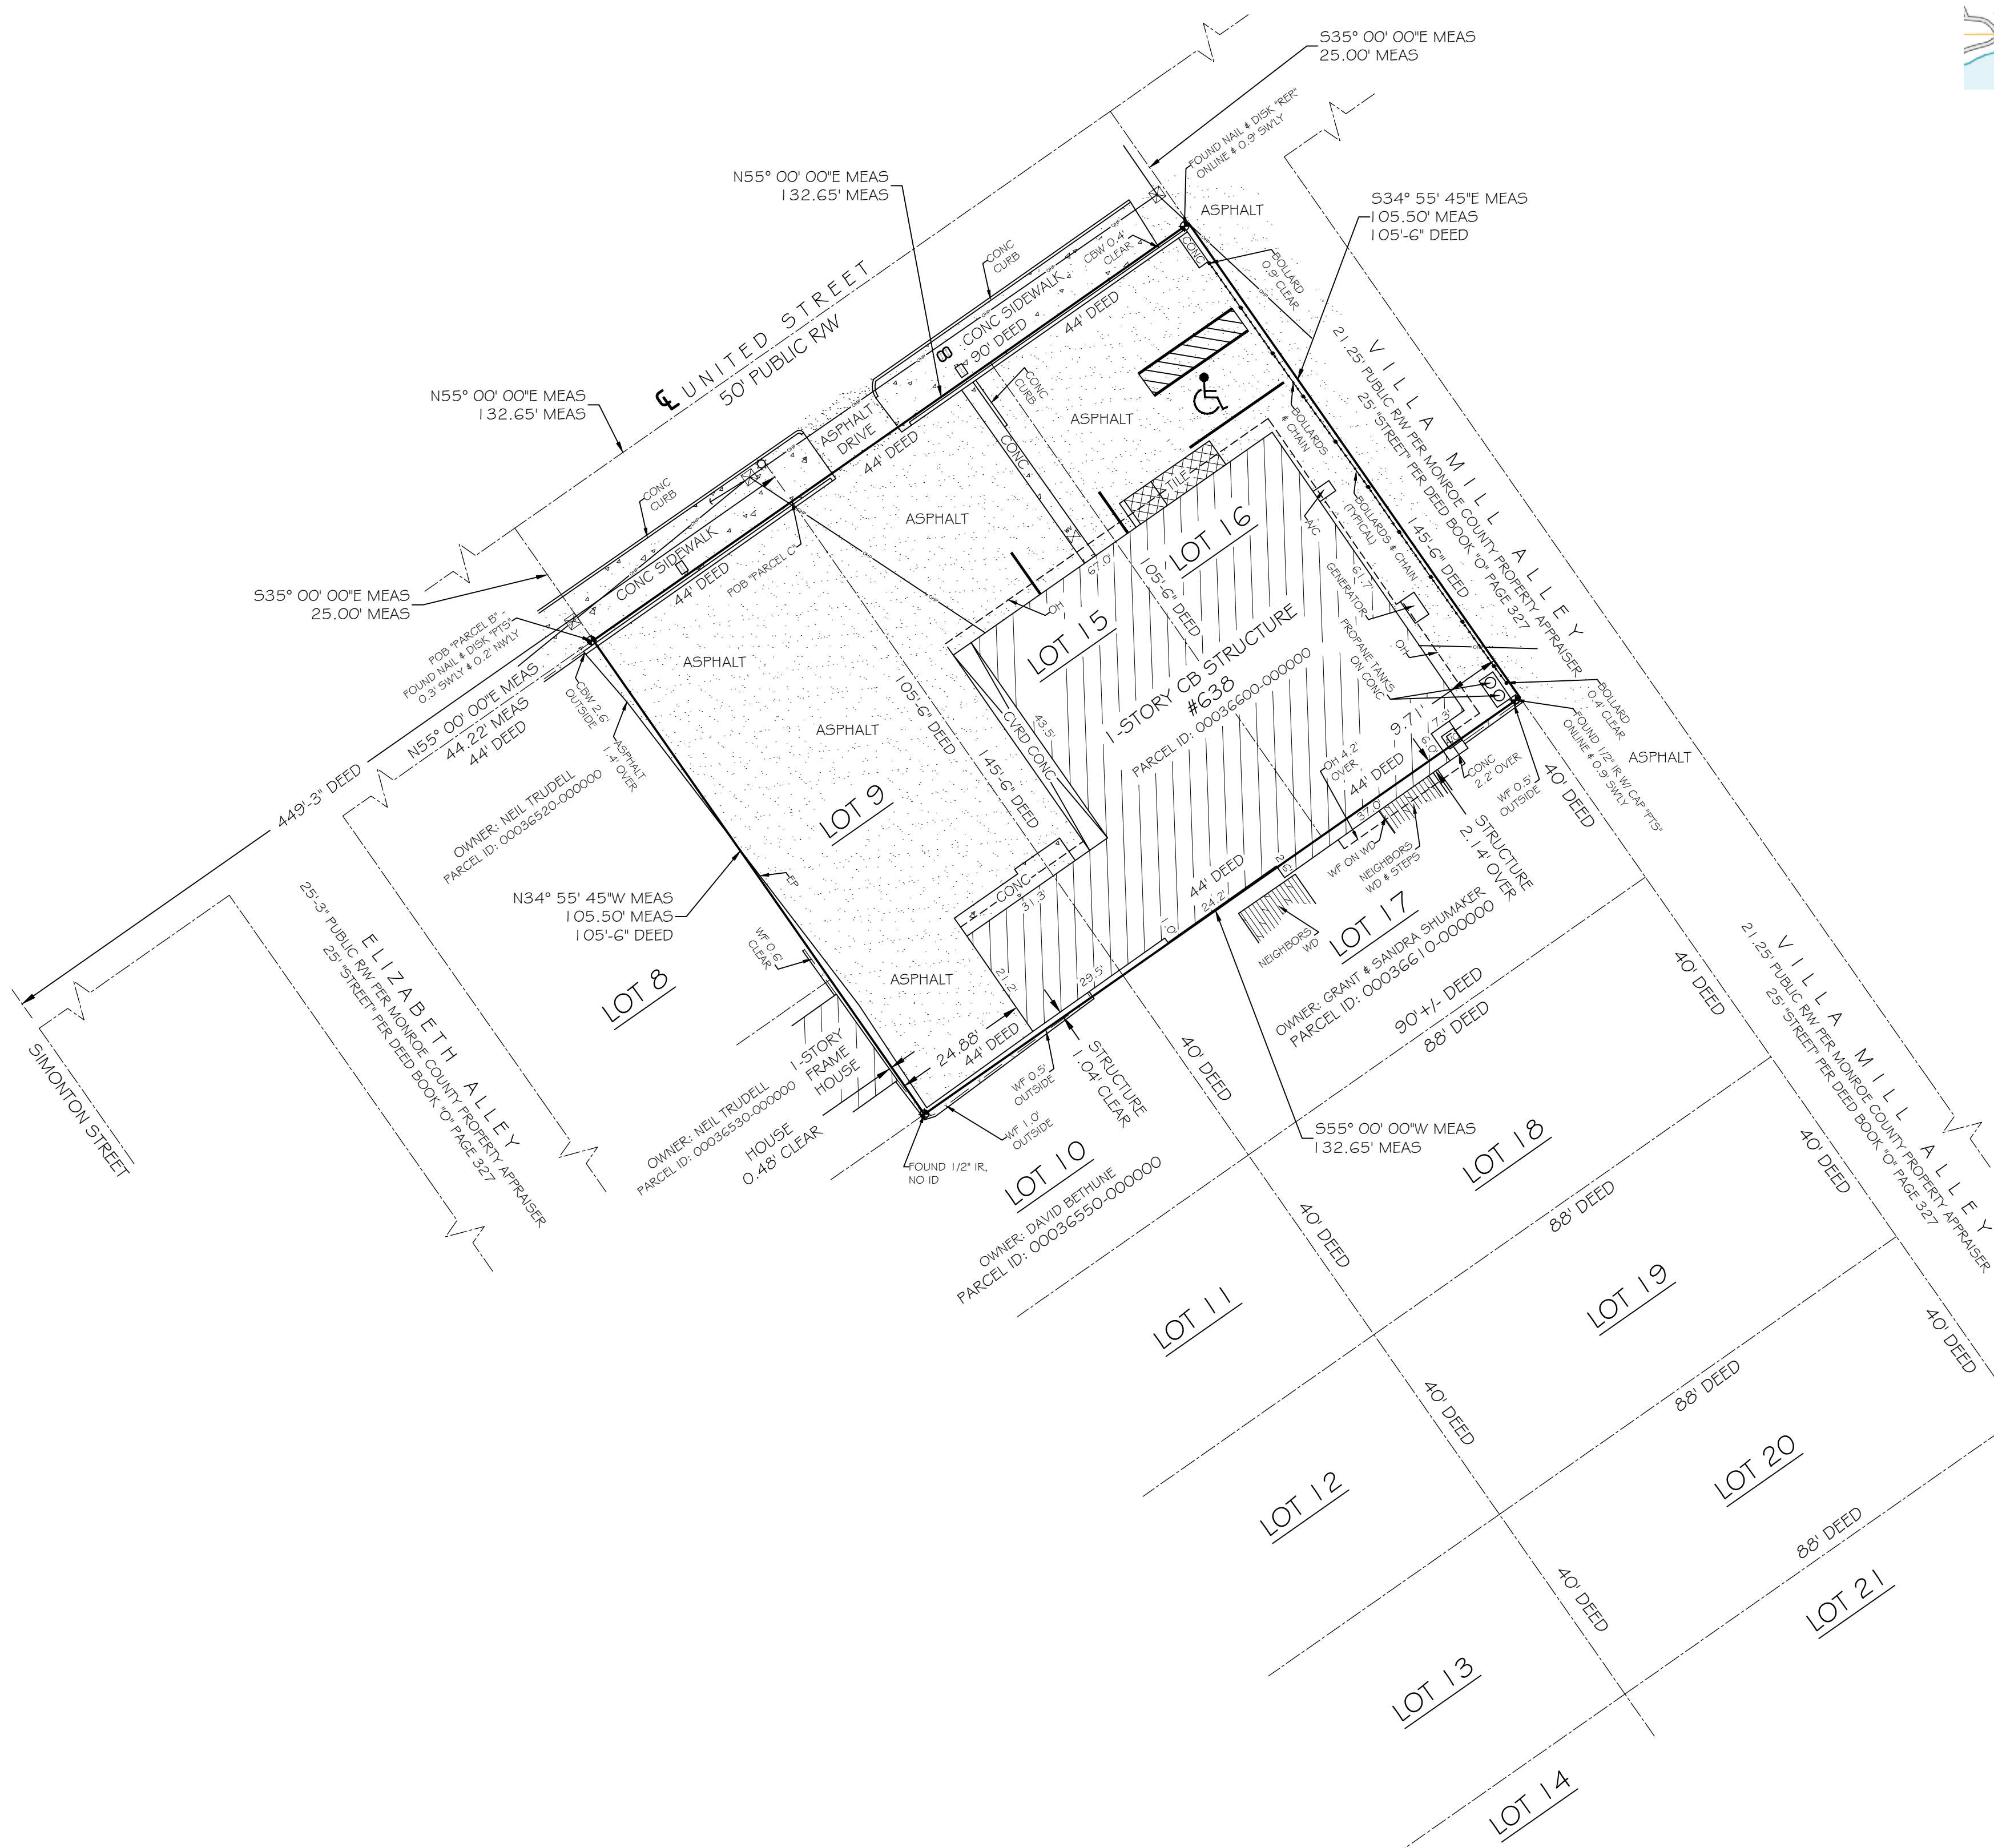 S35° 00' 00"E MEAS
25.00' MEAS
FOUND NAIL & DISK "RER"
ONLINE & 0.9' SW'LY
N55° 00' 00"E MEAS
132.65' MEAS
S34° 55' 45"E MEAS
105.50' MEAS
105'-6" DEED
ASPHALT
CONC
CURB
CBW 0.4'
CLEAR
CONC
BOLLARD
0.9' CLEAR
℄ UNITED STREET
50' PUBLIC R/W
CONC SIDEWALK
90' DEED
44' DEED
VILLA MILL ALLEY
21.25' PUBLIC R/W PER MONROE COUNTY PROPERTY APPRAISER
25' "STREET" PER DEED BOOK "O" PAGE 327
N55° 00' 00"E MEAS
132.65' MEAS
ASPHALT
DRIVE
44' DEED
CONC
CURB
CONC
ASPHALT
BOLLARDS
& CHAIN
BOLLARDS & CHAIN
(TYPICAL)
145'-6" DEED
CONC
CURB
CONC SIDEWALK
44' DEED
POB "PARCEL C"
ASPHALT
TILE
LOT 16
A/C
61.7'
GENERATOR
S35° 00' 00"E MEAS
25.00' MEAS
POB "PARCEL B" -
FOUND NAIL & DISK "PTS"
0.3' SW'LY & 0.2' NW'LY
67.0'
105'-6" DEED
OH
LOT 15
1-STORY CB STRUCTURE
#638
PARCEL ID: 00036600-000000
PROPANE TANKS
ON CONC
OH
ASPHALT
CBW 2.6'
OUTSIDE
ASPHALT
1.4' OVER
N55° 00' 00"E MEAS
44.22' MEAS
44' DEED
449'-3" DEED
105'-6" DEED
145'-6" DEED
CVRD CONC
43.5'
9.71'
7.3'
6.0'
BOLLARD
0.4' CLEAR
FOUND 1/2" IR W/ CAP "PTS"
ONLINE & 0.9' SW'LY
ASPHALT
ASPHALT
LOT 9
OH 4.2'
OVER
44' DEED
37.0'
CONC
2.2' OVER
WF 0.5'
OUTSIDE
40' DEED
OWNER: NEIL TRUDELL
PARCEL ID: 00036520-000000
EP
N34° 55' 45"W MEAS
105.50' MEAS
105'-6" DEED
CONC
31.3'
44' DEED
24.2'
2.6'
1.0'
WF ON WD
NEIGHBORS
WD & STEPS
STRUCTURE
2.14' OVER
NEIGHBORS
WD
LOT 17
OWNER: GRANT & SANDRA SHUMAKER
PARCEL ID: 00036610-000000
90'+/- DEED
88' DEED
25'-3" PUBLIC R/W PER MONROE COUNTY PROPERTY APPRAISER
25' "STREET" PER DEED BOOK "O" PAGE 327
ELIZABETH ALLEY
LOT 8
WF 0.6'
CLEAR
ASPHALT
21.2'
29.5'
24.88'
44' DEED
1-STORY
FRAME
HOUSE
OWNER: NEIL TRUDELL
PARCEL ID: 00036530-000000
HOUSE
0.48' CLEAR
WF 0.5'
OUTSIDE
STRUCTURE
1.04' CLEAR
WF 1.0'
OUTSIDE
FOUND 1/2" IR,
NO ID
S55° 00' 00"W MEAS
132.65' MEAS
SIMONTON STREET
LOT 10
OWNER: DAVID BETHUNE
PARCEL ID: 00036550-000000
40' DEED
40' DEED
VILLA MILL ALLEY
21.25' PUBLIC R/W PER MONROE COUNTY PROPERTY APPRAISER
25' "STREET" PER DEED BOOK "O" PAGE 327
LOT 18
40' DEED
40' DEED
88' DEED
LOT 11
LOT 19
40' DEED
40' DEED
88' DEED
LOT 12
LOT 20
40' DEED
88' DEED
LOT 13
LOT 21
LOT 14